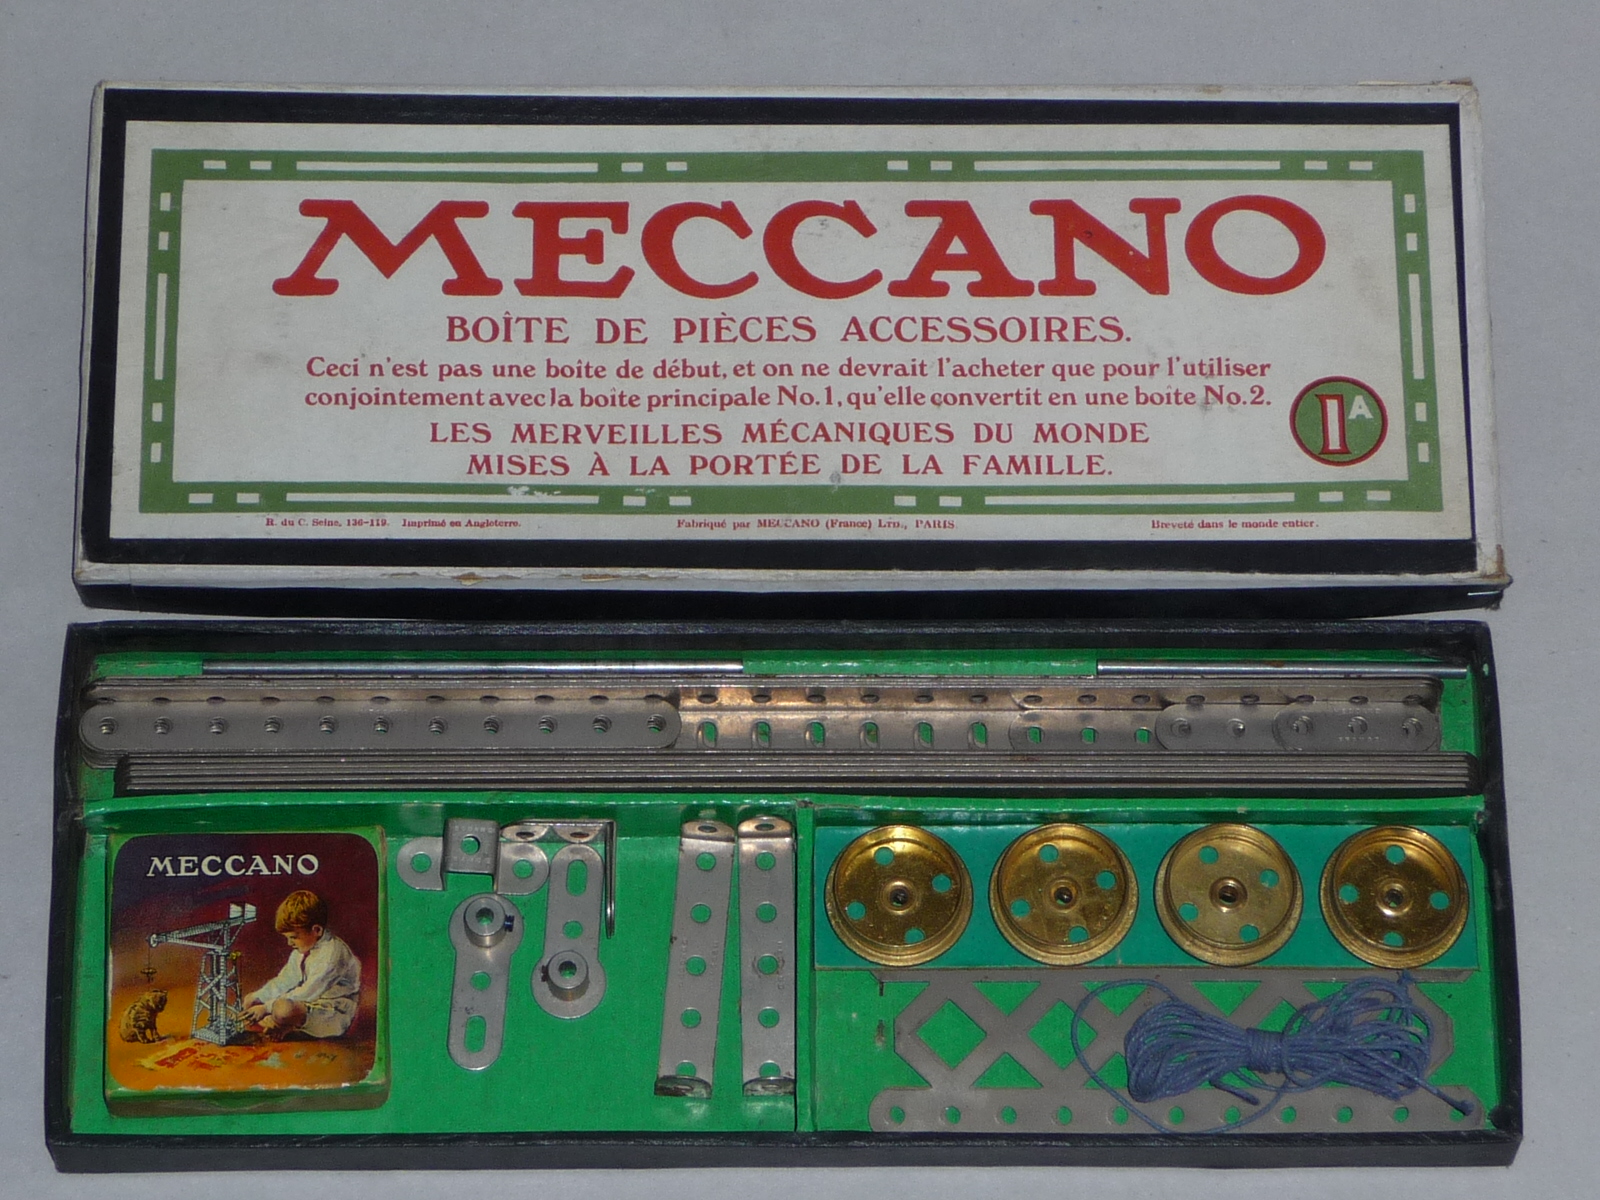 MECCANO
BOÎTE DE PIÈCES ACCESSOIRES.
Ceci n'est pas une boîte de début, et on ne devrait l'acheter que pour l'utiliser
conjointement avec la boîte principale No. 1, qu'elle convertit en une boîte No. 2.
LES MERVEILLES MÉCANIQUES DU MONDE
MISES À LA PORTÉE DE LA FAMILLE.
1A
R. du C. Seine, 136-119. Imprimé en Angleterre.
Fabriqué par MECCANO (France) LTD., PARIS
Breveté dans le monde entier.
MECCANO